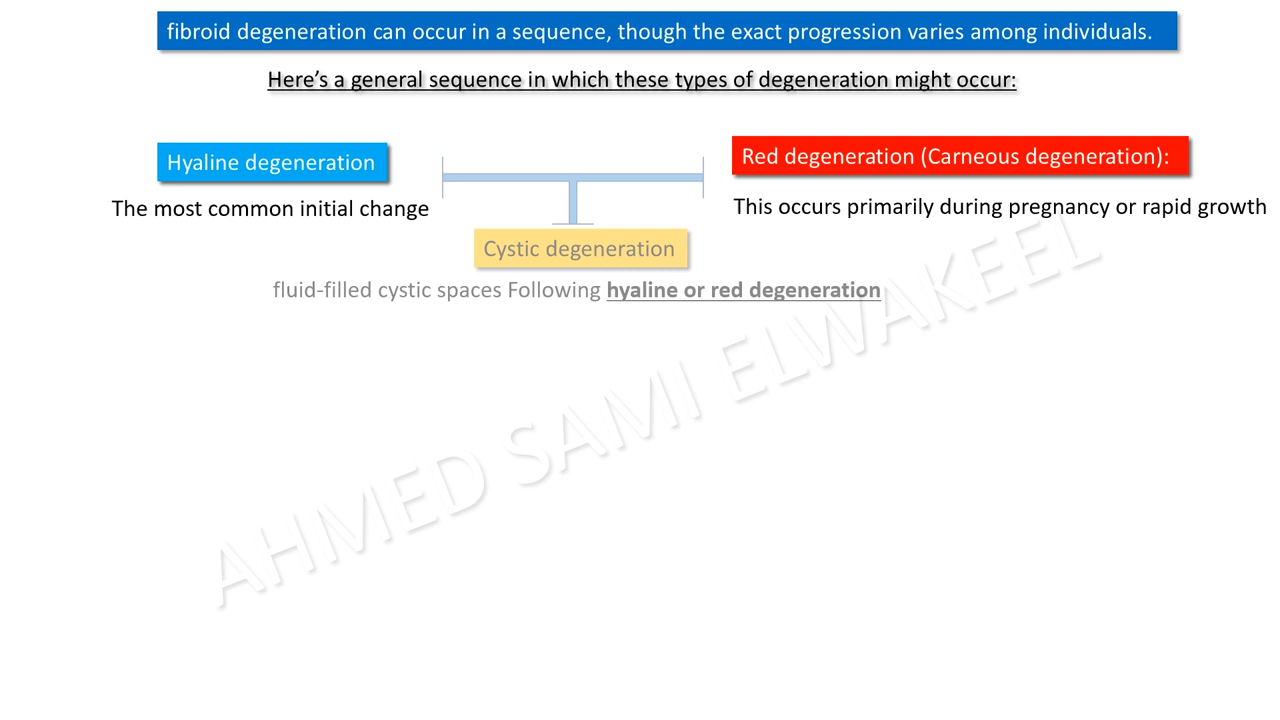 fibroid degeneration can occur in a sequence, though the exact progression varies among individuals.
Here’s a general sequence in which these types of degeneration might occur:
Hyaline degeneration
The most common initial change
Red degeneration (Carneous degeneration):
This occurs primarily during pregnancy or rapid growth
Cystic degeneration
fluid-filled cystic spaces Following hyaline or red degeneration
AHMED SAMII ELWAKEEL